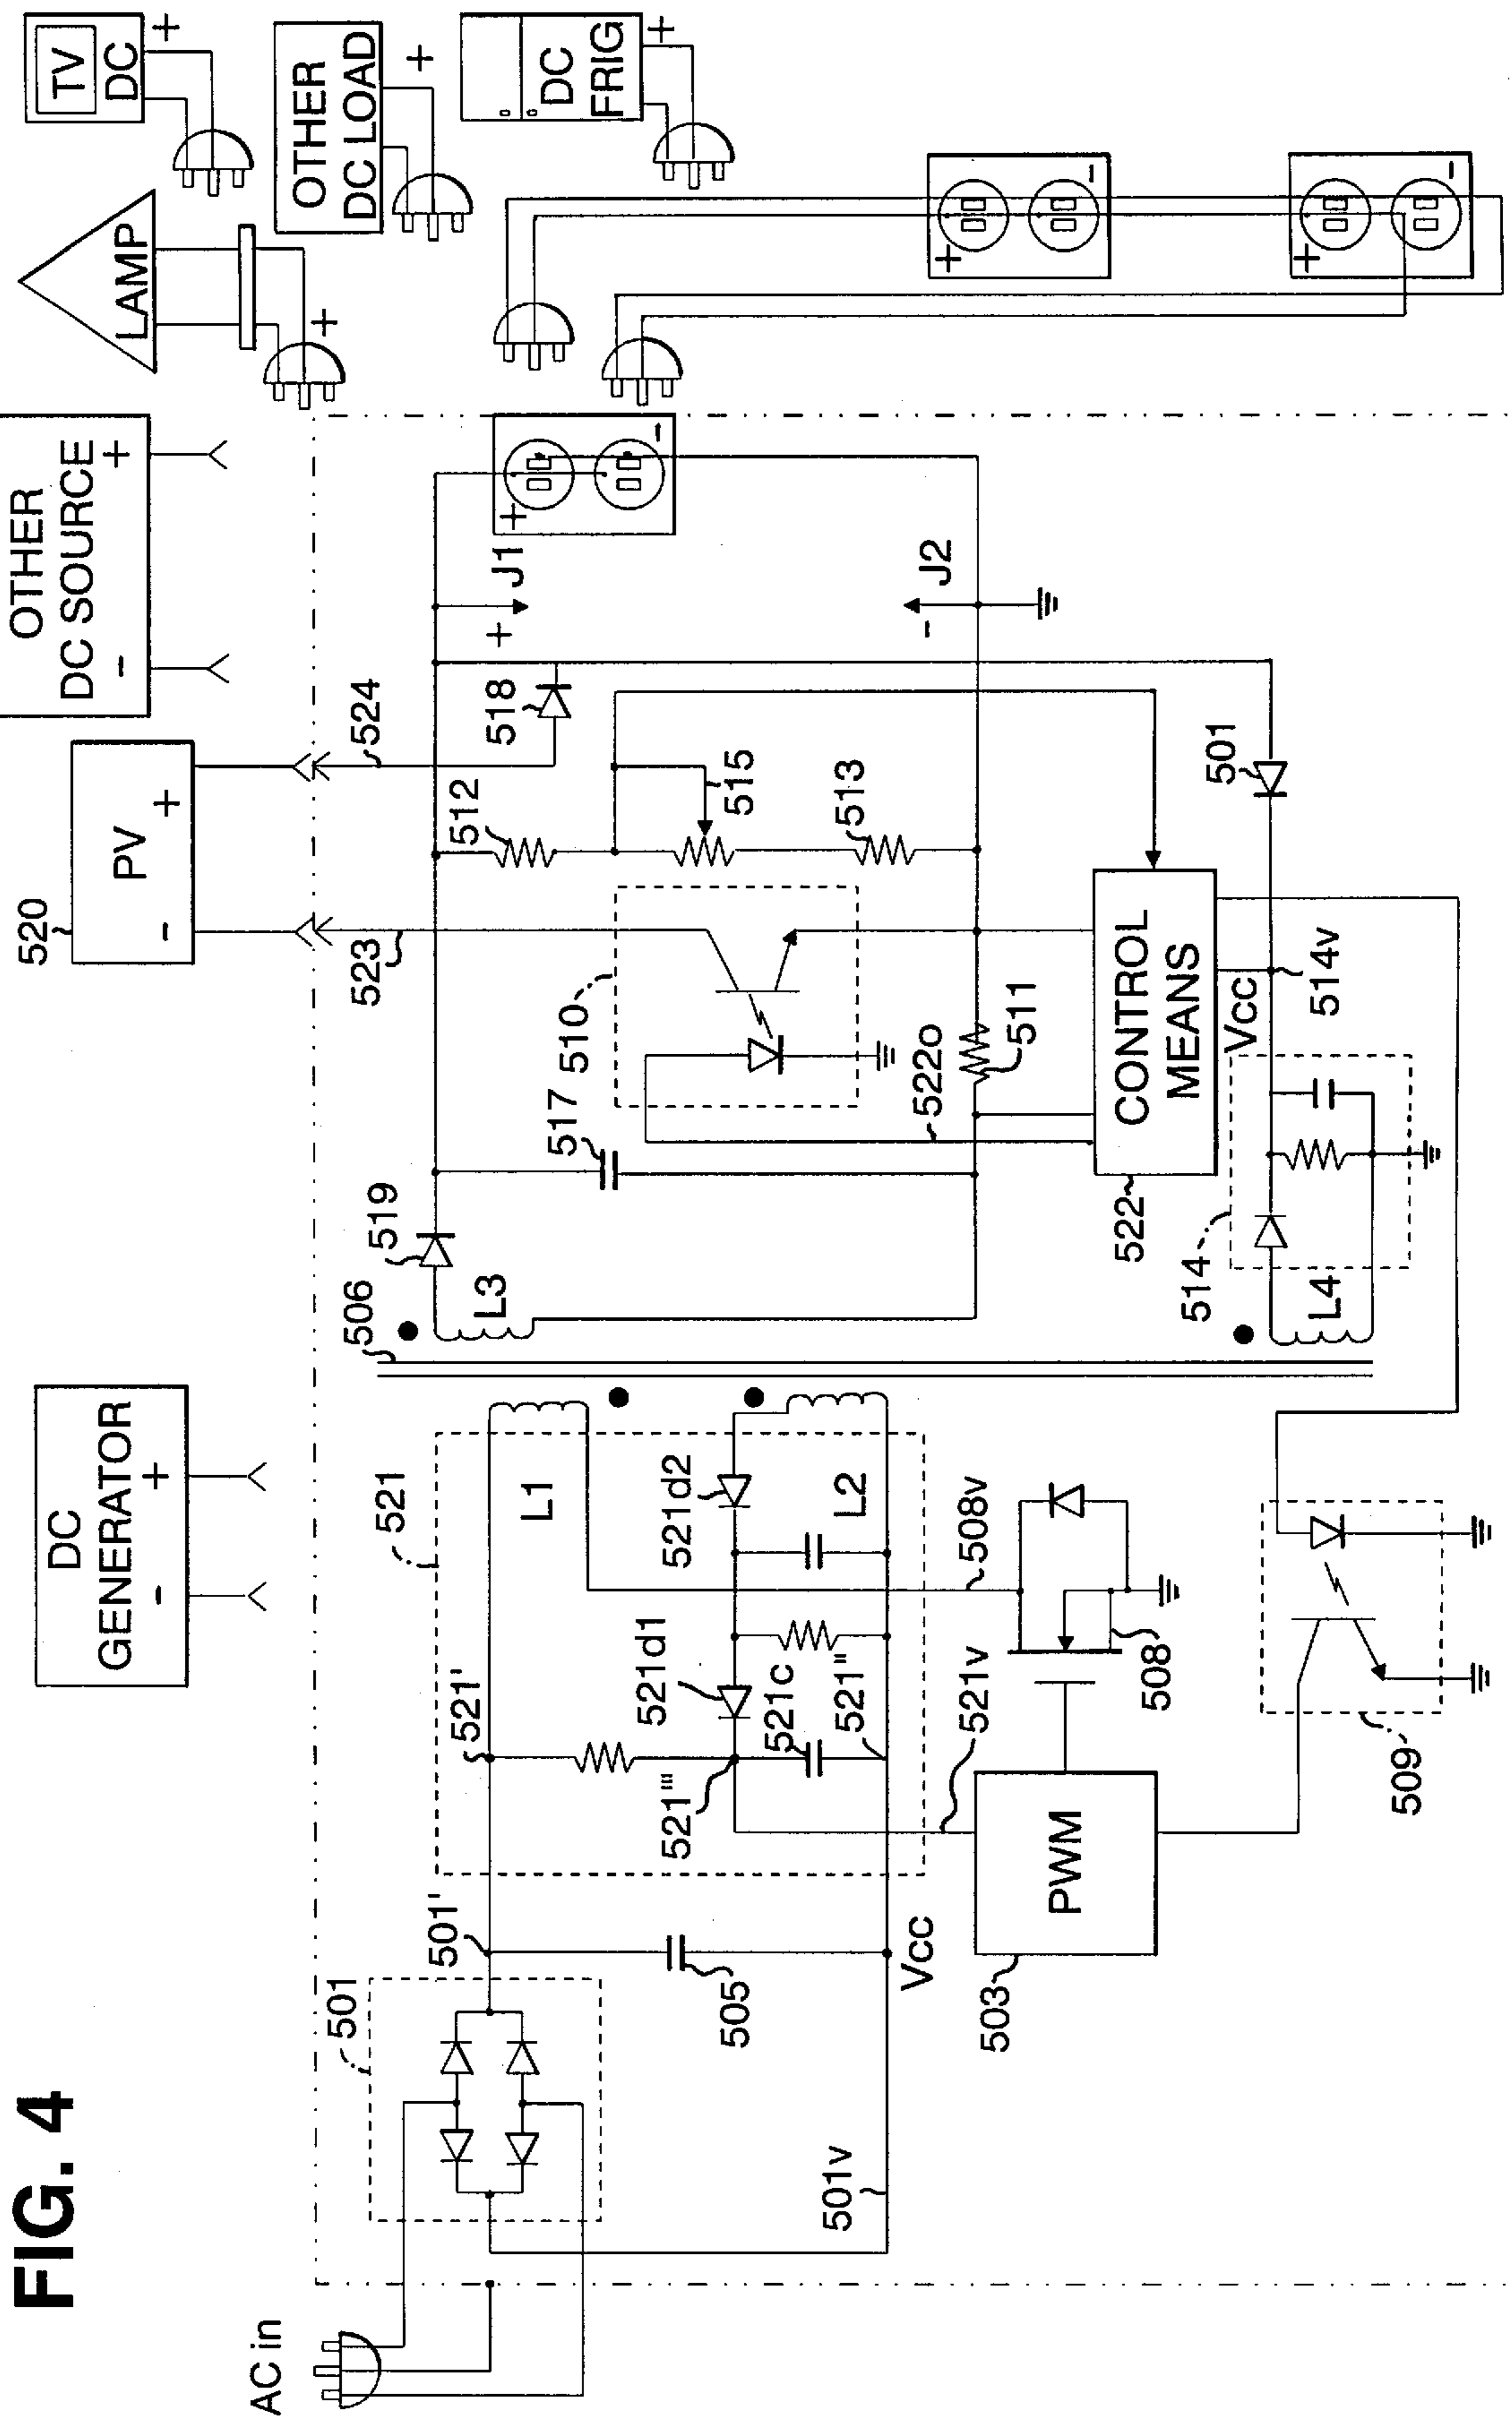 FIG. 4
AC in
501
501'
505
501v
Vcc
DC
GENERATOR
-
+
521
521'
L1
521d2
L2
521d1
521c
521"
521'''
508v
521v
508
PWM
503
509
506
519
L3
517
510
522o
511
CONTROL
MEANS
522
Vcc
514v
514
L4
501
520
PV
-
+
523
524
512
515
513
518
+
J1
-
J2
OTHER
DC SOURCE
-
+
+
-
LAMP
+
TV
DC
+
OTHER
DC LOAD
+
DC
FRIG
+
+
-
+
-